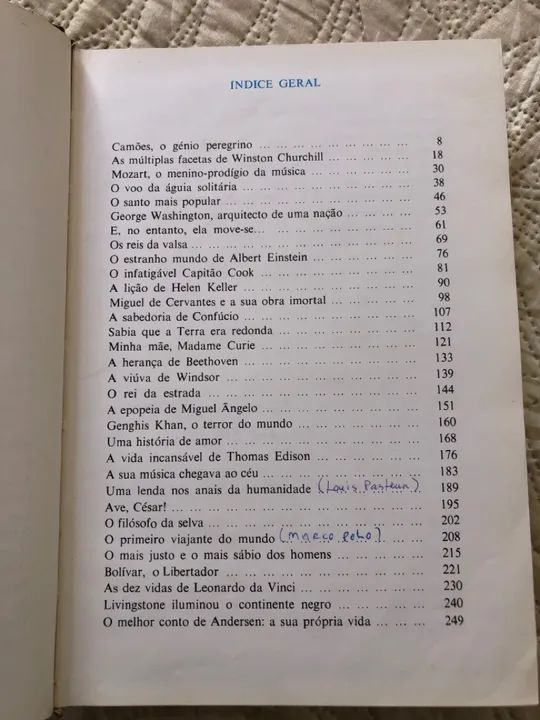 INDICE GERAL
Camões, o génio peregrino ... ... ... ... ... ... ... ... ... 8
As múltiplas facetas de Winston Churchill ... ... ... ... ... 18
Mozart, o menino-prodígio da música ... ... ... ... ... ... 30
O voo da águia solitária ... ... ... ... ... ... ... ... ... 38
O santo mais popular ... ... ... ... ... ... ... ... ... ... 46
George Washington, arquitecto de uma nação ... ... ... ... 53
E, no entanto, ela move-se... ... ... ... ... ... ... ... ... 61
Os reis da valsa ... ... ... ... ... ... ... ... ... ... ... 69
O estranho mundo de Albert Einstein ... ... ... ... ... ... 76
O infatigável Capitão Cook ... ... ... ... ... ... ... ... 81
A lição de Helen Keller ... ... ... ... ... ... ... ... ... 90
Miguel de Cervantes e a sua obra imortal ... ... ... ... ... 98
A sabedoria de Confúcio ... ... ... ... ... ... ... ... ... 107
Sabia que a Terra era redonda ... ... ... ... ... ... ... ... 112
Minha mãe, Madame Curie ... ... ... ... ... ... ... ... 121
A herança de Beethoven ... ... ... ... ... ... ... ... ... 133
A viúva de Windsor ... ... ... ... ... ... ... ... ... ... 139
O rei da estrada ... ... ... ... ... ... ... ... ... ... ... 144
A epopeia de Miguel Ângelo ... ... ... ... ... ... ... ... 151
Genghis Khan, o terror do mundo ... ... ... ... ... ... ... 160
Uma história de amor ... ... ... ... ... ... ... ... ... ... 168
A vida incansável de Thomas Edison ... ... ... ... ... ... 176
A sua música chegava ao céu ... ... ... ... ... ... ... ... 183
Uma lenda nos anais da humanidade (Louis Pasteur) 189
Ave, César! ... ... ... ... ... ... ... ... ... ... ... ... 195
O filósofo da selva ... ... ... ... ... ... ... ... ... ... 202
O primeiro viajante do mundo (Marco Polo) ... 208
O mais justo e o mais sábio dos homens ... ... ... ... ... 215
Bolívar, o Libertador ... ... ... ... ... ... ... ... ... ... 221
As dez vidas de Leonardo da Vinci ... ... ... ... ... ... ... 230
Livingstone iluminou o continente negro ... ... ... ... ... 240
O melhor conto de Andersen: a sua própria vida ... ... ... 249